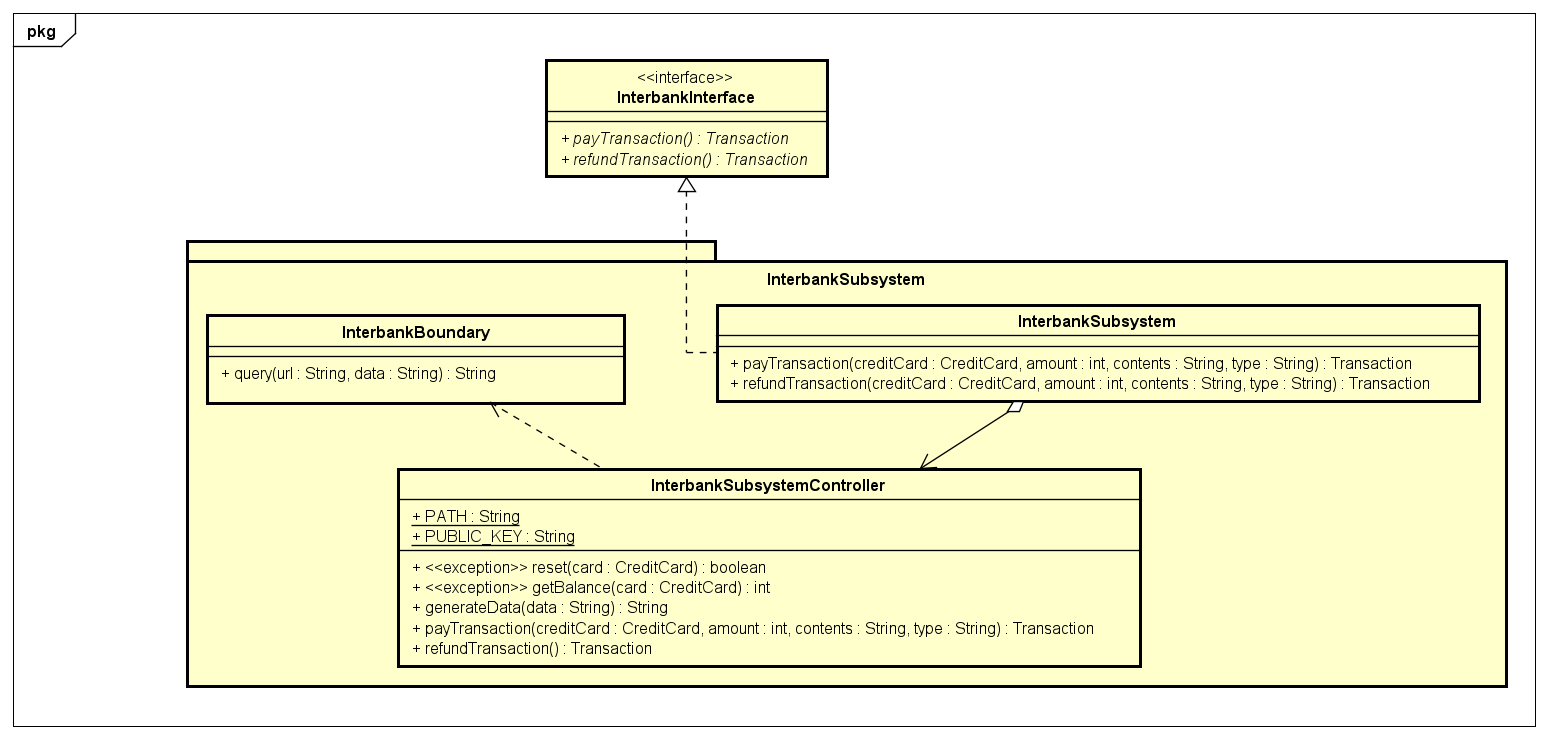 pkg
<<interface>>
InterbankInterface
+ payTransaction() : Transaction
+ refundTransaction() : Transaction
InterbankSubsystem
InterbankBoundary
+ query(url : String, data : String) : String
InterbankSubsystem
+ payTransaction(creditCard : CreditCard, amount : int, contents : String, type : String) : Transaction
+ refundTransaction(creditCard : CreditCard, amount : int, contents : String, type : String) : Transaction
InterbankSubsystemController
+ PATH : String
+ PUBLIC_KEY : String
+ <<exception>> reset(card : CreditCard) : boolean
+ <<exception>> getBalance(card : CreditCard) : int
+ generateData(data : String) : String
+ payTransaction(creditCard : CreditCard, amount : int, contents : String, type : String) : Transaction
+ refundTransaction() : Transaction